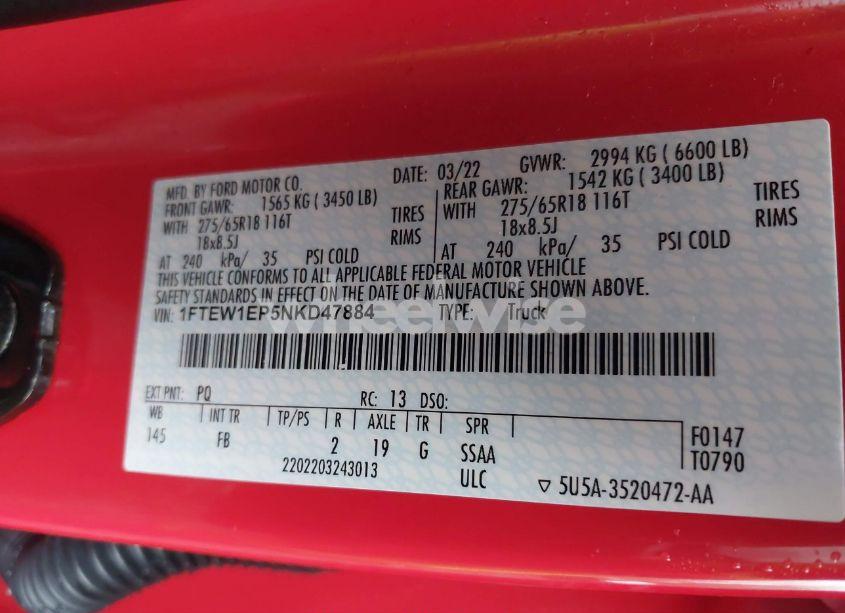 MFD. BY FORD MOTOR CO.
DATE: 03/22 GVWR: 2994 KG ( 6600 LB)
FRONT GAWR: 1565 KG ( 3450 LB)
REAR GAWR: 1542 KG ( 3400 LB)
WITH 275/65R18 116T TIRES
WITH 275/65R18 116T TIRES
18x8.5J RIMS
18x8.5J RIMS
AT 240 kPa/ 35 PSI COLD
AT 240 kPa/ 35 PSI COLD
THIS VEHICLE CONFORMS TO ALL APPLICABLE FEDERAL MOTOR VEHICLE
SAFETY STANDARDS IN EFFECT ON THE DATE OF MANUFACTURE SHOWN ABOVE.
VIN: 1FTEW1EP5NKD47884 TYPE: Truck
wheelwise
EXT PNT: PQ RC: 13 DSO:
WB INT TR TP/PS R AXLE TR SPR
145 FB 2 19 G SSAA
F0147
T0790
2202203243013 ULC
▽ 5U5A-3520472-AA